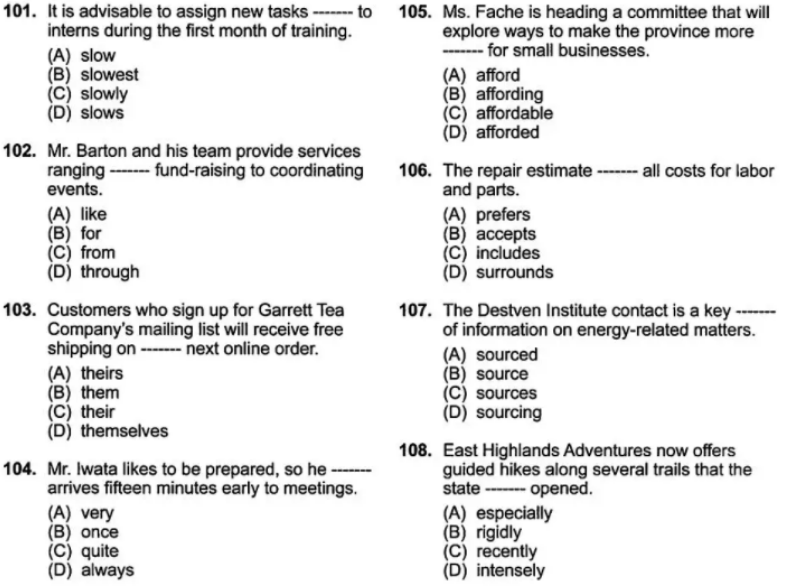 101. It is advisable to assign new tasks ------- to
interns during the first month of training.
(A) slow
(B) slowest
(C) slowly
(D) slows
102. Mr. Barton and his team provide services
ranging ------- fund-raising to coordinating
events.
(A) like
(B) for
(C) from
(D) through
103. Customers who sign up for Garrett Tea
Company's mailing list will receive free
shipping on ------- next online order.
(A) theirs
(B) them
(C) their
(D) themselves
104. Mr. Iwata likes to be prepared, so he -------
arrives fifteen minutes early to meetings.
(A) very
(B) once
(C) quite
(D) always
105. Ms. Fache is heading a committee that will
explore ways to make the province more
------- for small businesses.
(A) afford
(B) affording
(C) affordable
(D) afforded
106. The repair estimate ------- all costs for labor
and parts.
(A) prefers
(B) accepts
(C) includes
(D) surrounds
107. The Destven Institute contact is a key -------
of information on energy-related matters.
(A) sourced
(B) source
(C) sources
(D) sourcing
108. East Highlands Adventures now offers
guided hikes along several trails that the
state ------- opened.
(A) especially
(B) rigidly
(C) recently
(D) intensely